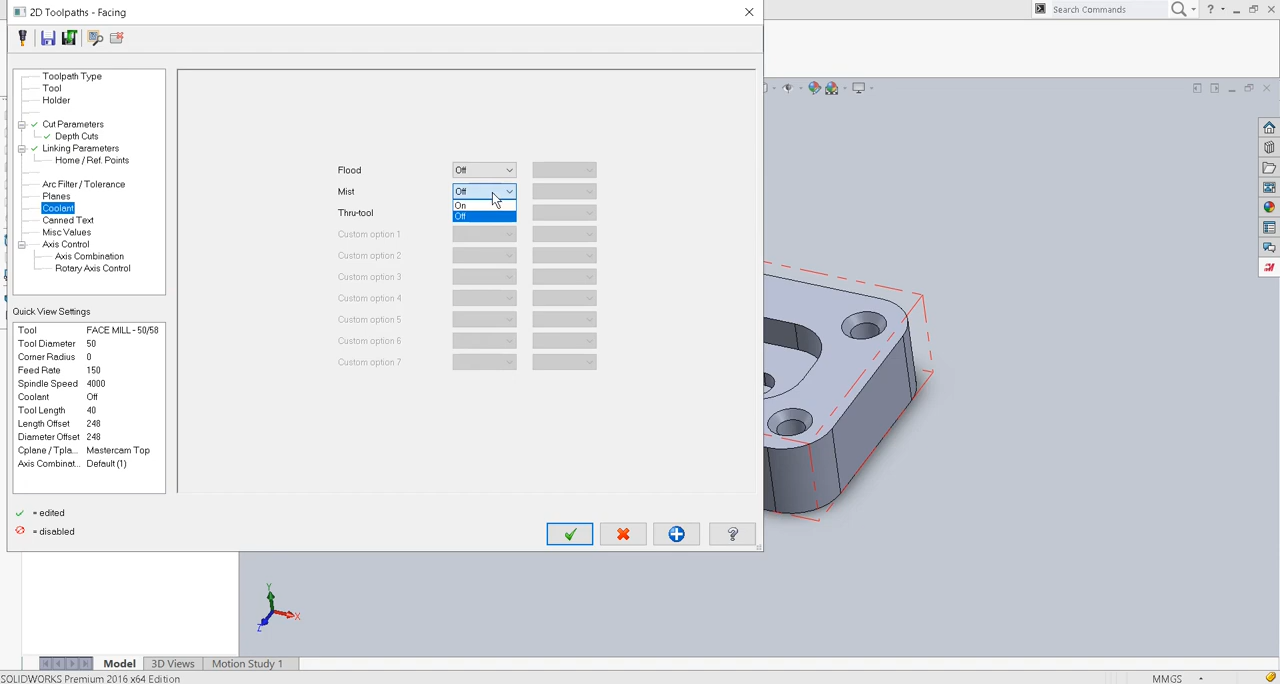 2D Toolpaths - Facing
Search Commands
Toolpath Type
Tool
Holder
Cut Parameters
Depth Cuts
Linking Parameters
Home / Ref. Points
Arc Filter / Tolerance
Planes
Coolant
Canned Text
Misc Values
Axis Control
Axis Combination
Rotary Axis Control
Flood Off
Mist Off
On
Off
Thru-tool
Custom option 1
Custom option 2
Custom option 3
Custom option 4
Custom option 5
Custom option 6
Custom option 7
Quick View Settings
Tool FACE MILL - 50/58
Tool Diameter 50
Corner Radius 0
Feed Rate 150
Spindle Speed 4000
Coolant Off
Tool Length 40
Length Offset 248
Diameter Offset 248
Cplane / Tpla... Mastercam Top
Axis Combinat... Default (1)
= edited
= disabled
Y
X
Z
Model 3D Views Motion Study 1
SOLIDWORKS Premium 2016 x64 Edition MMGS